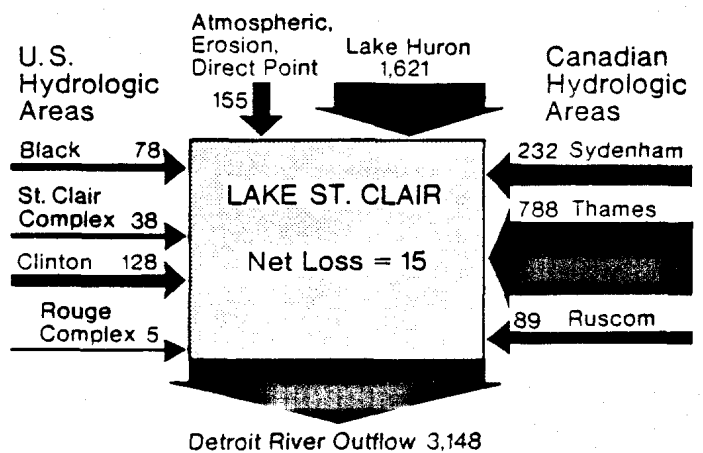 U.S.
Hydrologic
Areas
Atmospheric,
Erosion,
Direct Point
155
Lake Huron
1,621
Canadian
Hydrologic
Areas
Black 78
St. Clair
Complex 38
Clinton 128
Rouge
Complex 5
LAKE ST. CLAIR
Net Loss = 15
232 Sydenham
788 Thames
89 Ruscom
Detroit River Outflow 3,148